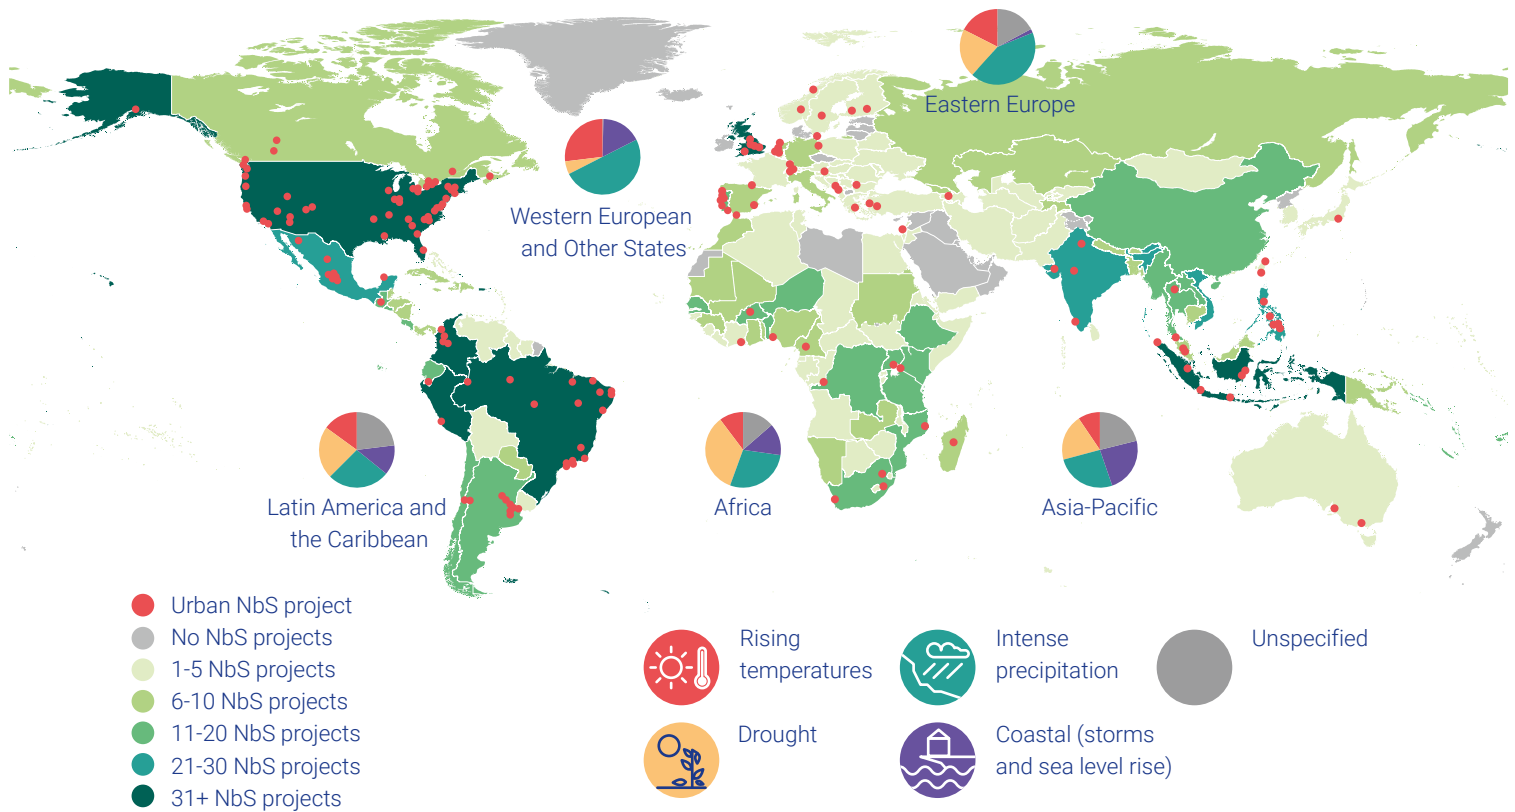 Eastern Europe
Western European
and Other States
Latin America and
the Caribbean
Africa
Asia-Pacific
Urban NbS project
No NbS projects
1-5 NbS projects
6-10 NbS projects
11-20 NbS projects
21-30 NbS projects
31+ NbS projects
Rising
temperatures
Drought
Intense
precipitation
Coastal (storms
and sea level rise)
Unspecified